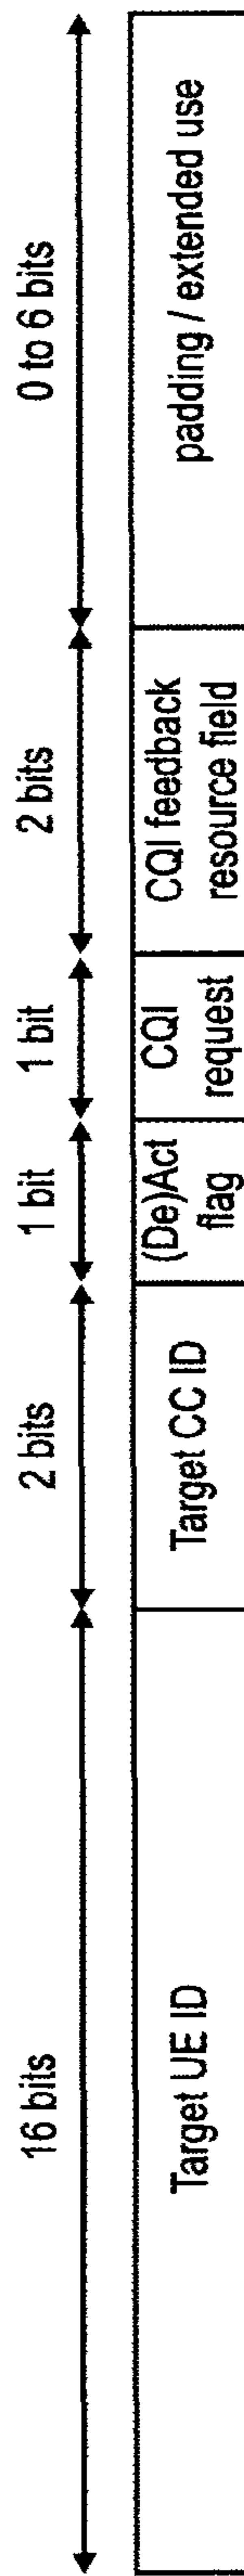 16 bits
2 bits
1 bit
1 bit
2 bits
0 to 6 bits
Target UE ID
Target CC ID
(De)Act
flag
CQI
request
CQI feedback
resource field
padding / extended use